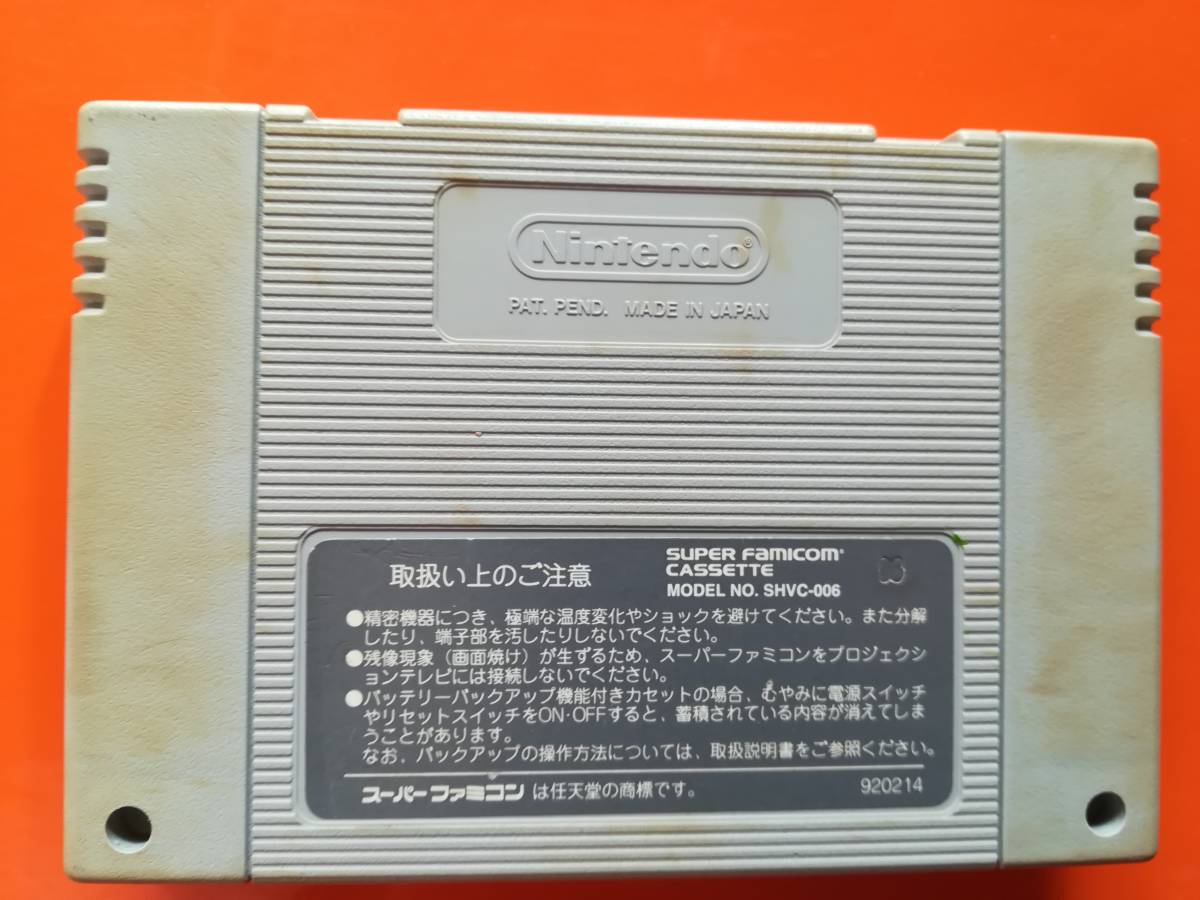 Nintendo®
PAT. PEND. MADE IN JAPAN
取扱い上のご注意
SUPER Famicom®
CASSETTE
MODEL NO. SHVC-006
●精密機器につき、極端な温度変化やショックを避けてください。また分解
したり、端子部を汚したりしないでください。
●残像現象（画面焼け）が生ずるため、スーパーファミコンをプロジェクシ
ョンテレビには接続しないでください。
●バッテリーバックアップ機能付きカセットの場合、むやみに電源スイッチ
やリセットスイッチをON・OFFすると、蓄積されている内容が消えてしま
うことがあります。
なお、バックアップの操作方法については、取扱説明書をご参照ください。
スーパーファミコン は任天堂の商標です。
920214